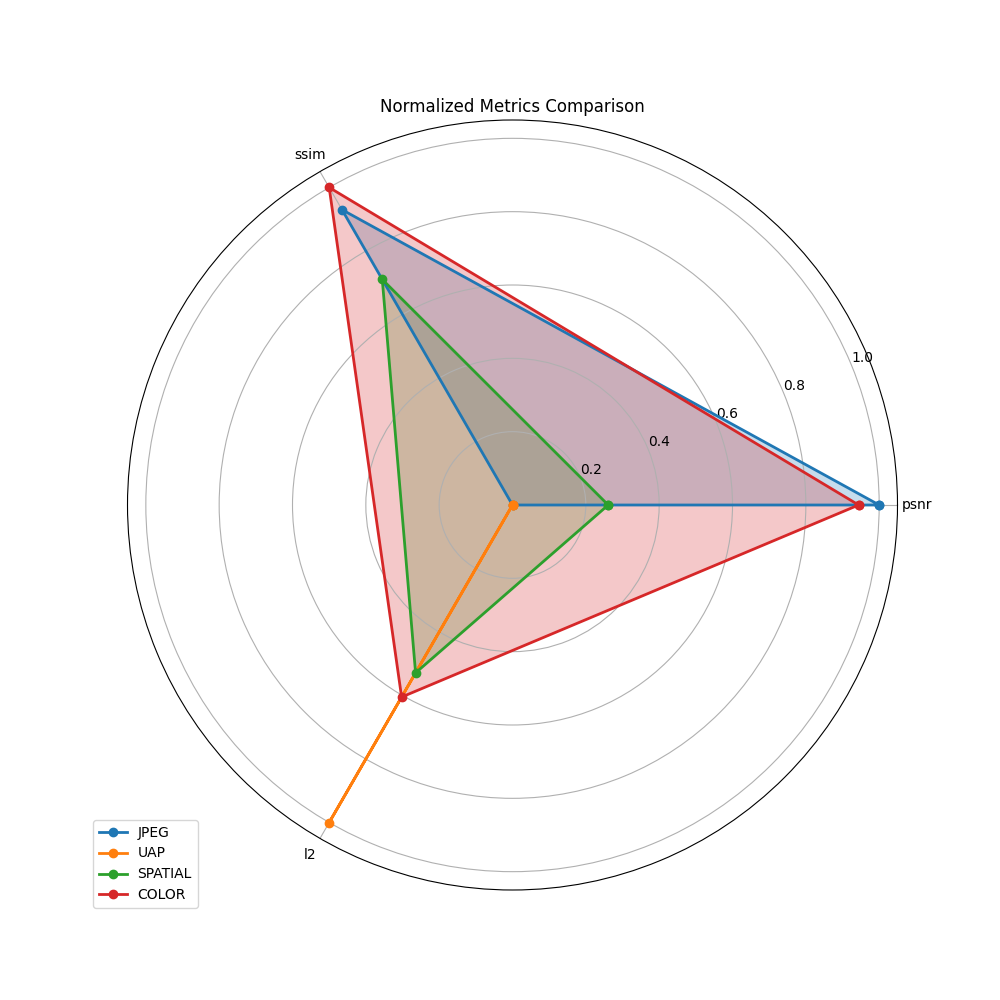 Normalized Metrics Comparison
ssim
1.0
0.8
0.6
0.4
0.2
psnr
l2
JPEG
UAP
SPATIAL
COLOR